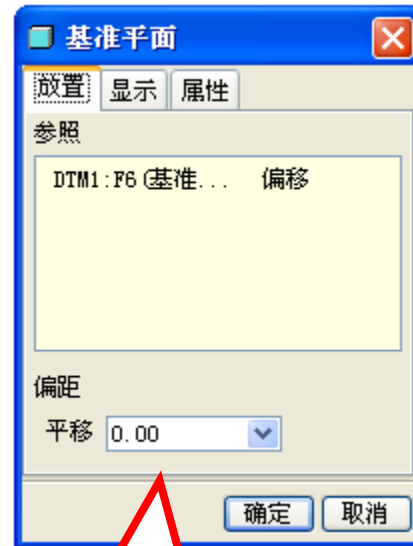 基准平面
放置 显示 属性
参照
DTM1:F6(基准... 偏移
偏距
平移 0.00
确定 取消